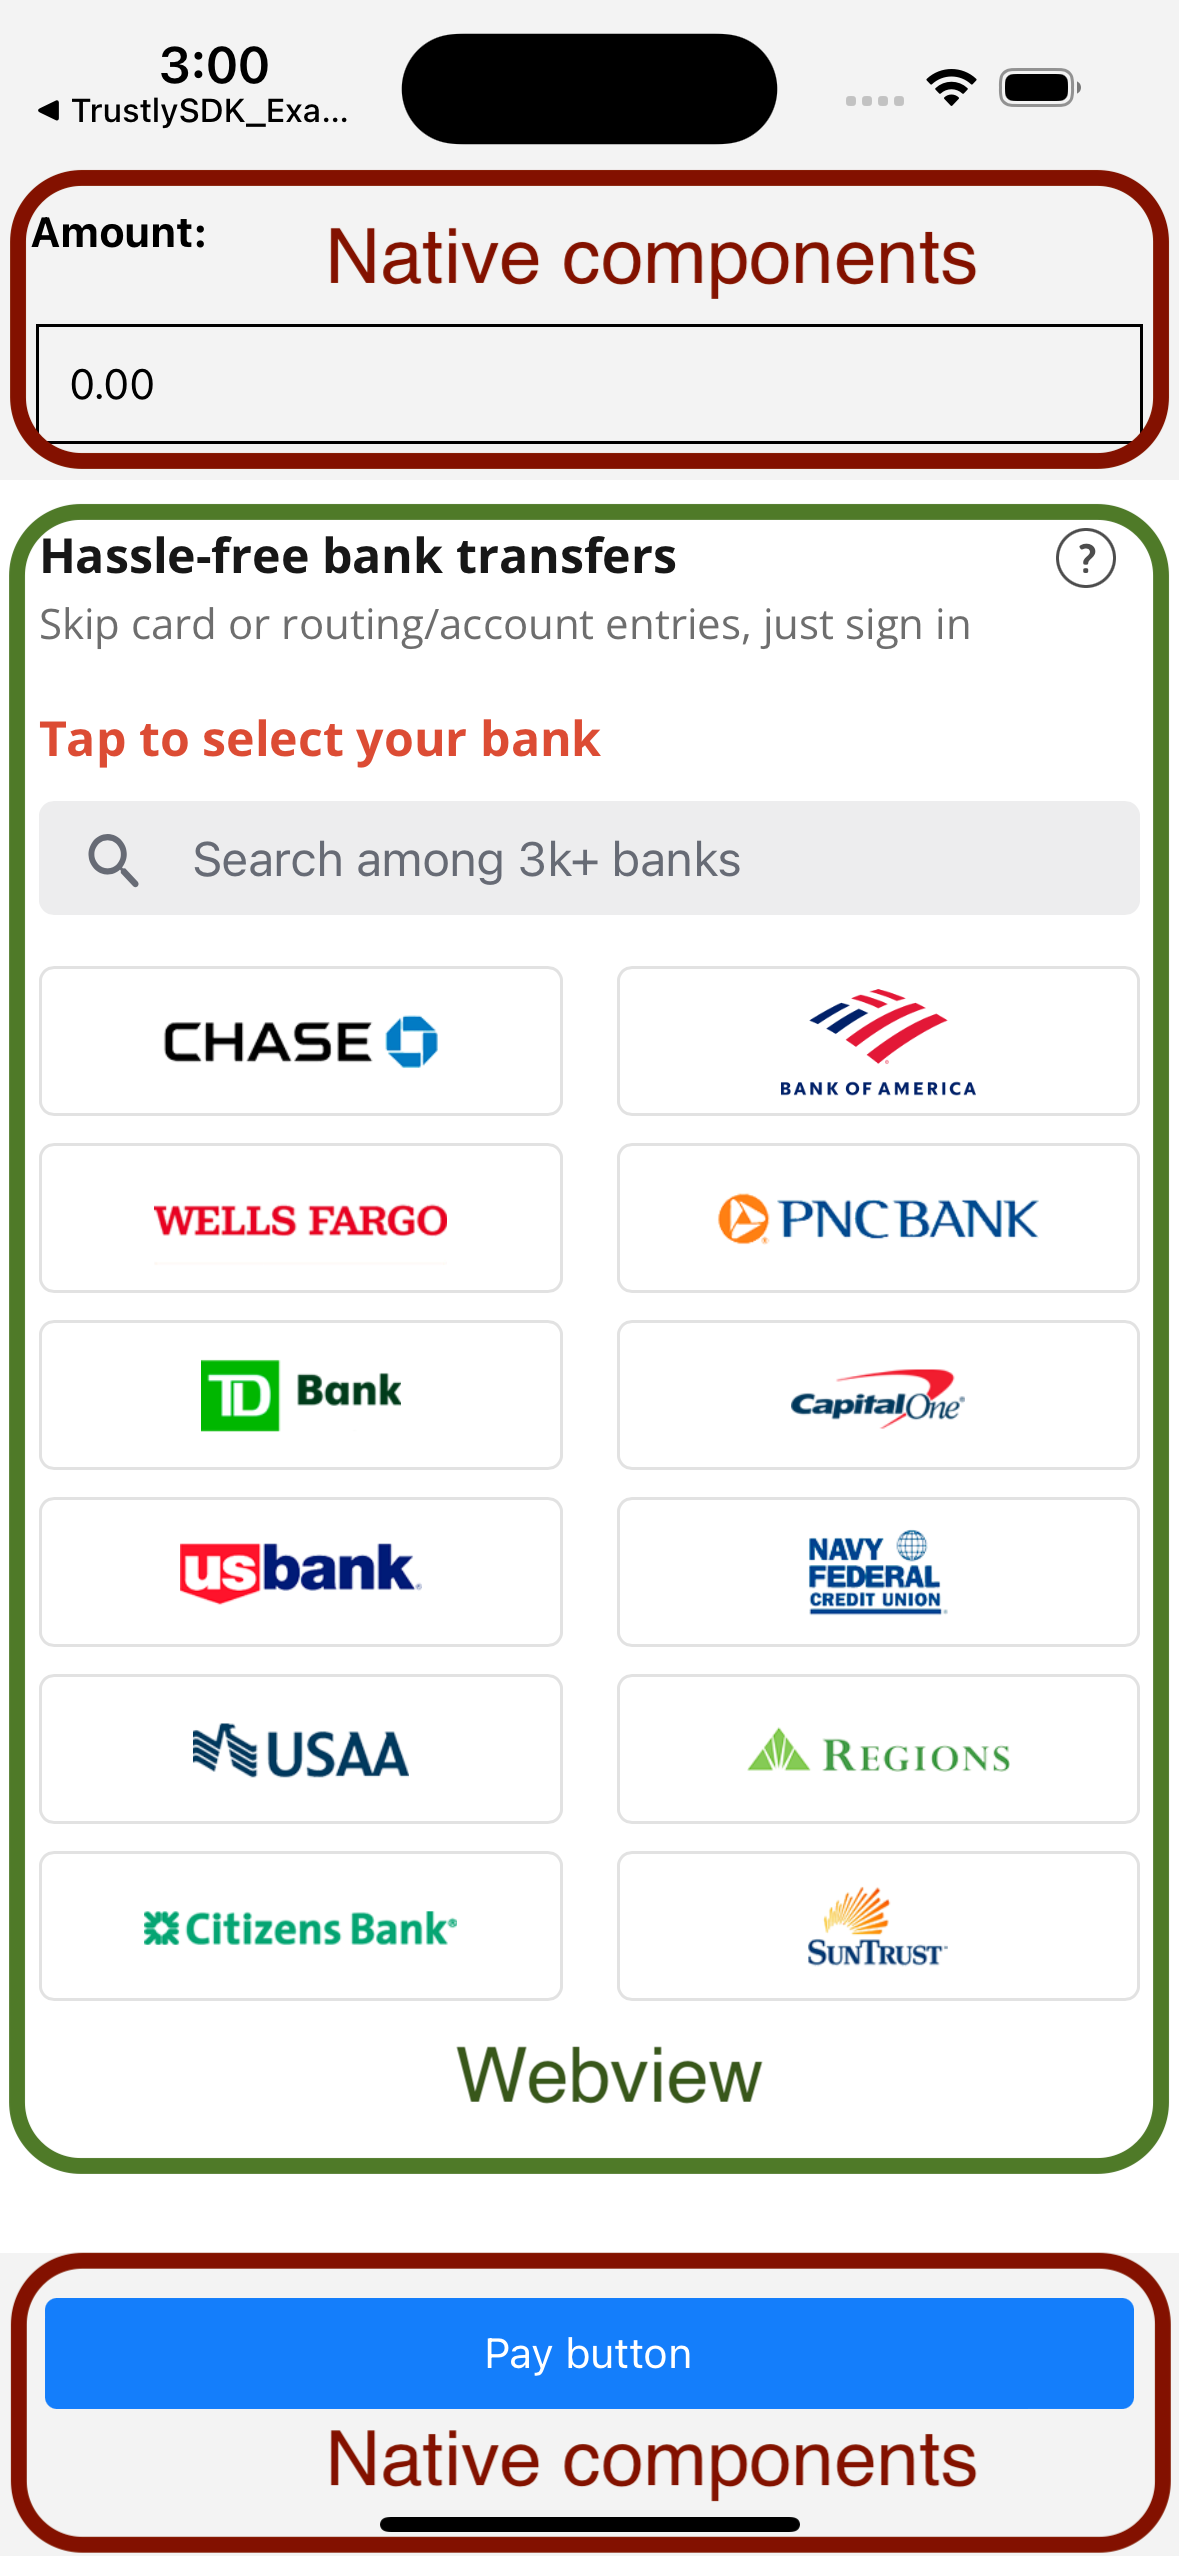 3:00
◀ TrustlySDK_Exa...
Amount:
Native components
0.00
Hassle-free bank transfers
?
Skip card or routing/account entries, just sign in
Tap to select your bank
Search among 3k+ banks
CHASE
BANK OF AMERICA
WELLS FARGO
PNC BANK
TD Bank
Capital One®
usbank®
NAVY
FEDERAL
CREDIT UNION®
USAA
REGIONS
Citizens Bank®
SUNTRUST™
Webview
Pay button
Native components